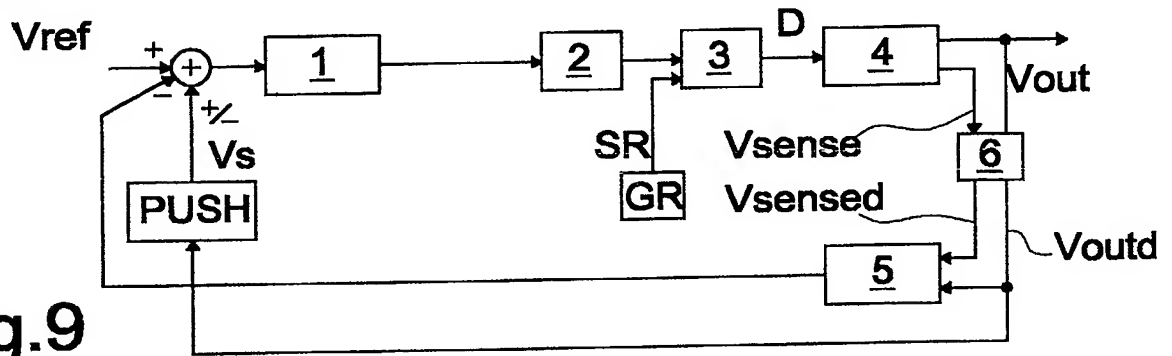 Vref
+
+
−
+/−
Vs
PUSH
1
2
3
D
4
Vout
SR
GR
Vsense
6
Vsensed
Voutd
5
g.9